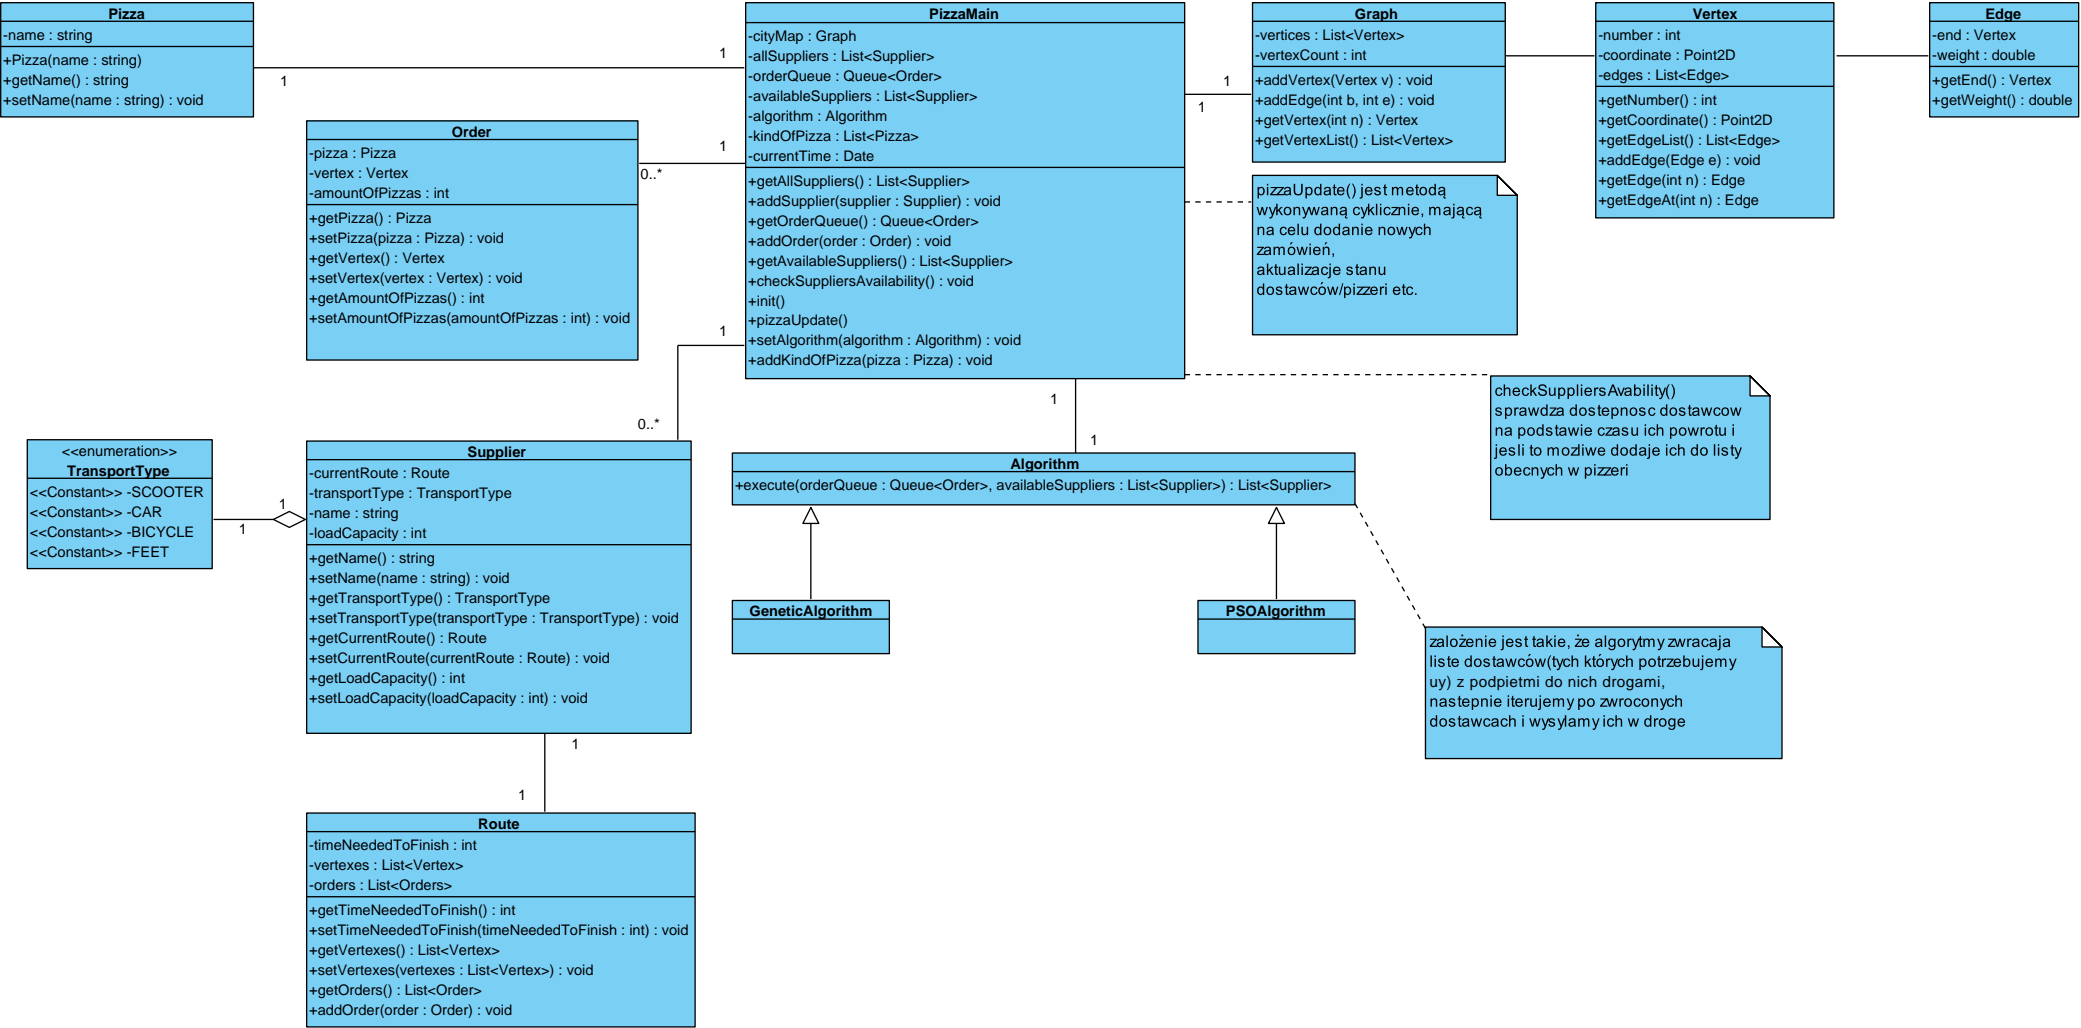 Pizza
-name : string
+Pizza(name : string)
+getName() : string
+setName(name : string) : void
1
1
PizzaMain
-cityMap : Graph
-allSuppliers : List<Supplier>
-orderQueue : Queue<Order>
-availableSuppliers : List<Supplier>
-algorithm : Algorithm
-kindOfPizza : List<Pizza>
-currentTime : Date
+getAllSuppliers() : List<Supplier>
+addSupplier(supplier : Supplier) : void
+getOrderQueue() : Queue<Order>
+addOrder(order : Order) : void
+getAvailableSuppliers() : List<Supplier>
+checkSuppliersAvailability() : void
+init()
+pizzaUpdate()
+setAlgorithm(algorithm : Algorithm) : void
+addKindOfPizza(pizza : Pizza) : void
1
1
Graph
-vertices : List<Vertex>
-vertexCount : int
+addVertex(Vertex v) : void
+addEdge(int b, int e) : void
+getVertex(int n) : Vertex
+getVertexList() : List<Vertex>
Vertex
-number : int
-coordinate : Point2D
-edges : List<Edge>
+getNumber() : int
+getCoordinate() : Point2D
+getEdgeList() : List<Edge>
+addEdge(Edge e) : void
+getEdge(int n) : Edge
+getEdgeAt(int n) : Edge
Edge
-end : Vertex
-weight : double
+getEnd() : Vertex
+getWeight() : double
Order
-pizza : Pizza
-vertex : Vertex
-amountOfPizzas : int
+getPizza() : Pizza
+setPizza(pizza : Pizza) : void
+getVertex() : Vertex
+setVertex(vertex : Vertex) : void
+getAmountOfPizzas() : int
+setAmountOfPizzas(amountOfPizzas : int) : void
1
0..*
pizzaUpdate() jest metodą
wykonywaną cyklicznie, mającą
na celu dodanie nowych
zamówień,
aktualizacje stanu
dostawców/pizzeri etc.
1
0..*
checkSuppliersAvability()
sprawdza dostepnosc dostawcow
na podstawie czasu ich powrotu i
jesli to mozliwe dodaje ich do listy
obecnych w pizzeri
1
1
<<enumeration>>
TransportType
<<Constant>> -SCOOTER
<<Constant>> -CAR
<<Constant>> -BICYCLE
<<Constant>> -FEET
1
1
Supplier
-currentRoute : Route
-transportType : TransportType
-name : string
-loadCapacity : int
+getName() : string
+setName(name : string) : void
+getTransportType() : TransportType
+setTransportType(transportType : TransportType) : void
+getCurrentRoute() : Route
+setCurrentRoute(currentRoute : Route) : void
+getLoadCapacity() : int
+setLoadCapacity(loadCapacity : int) : void
Algorithm
+execute(orderQueue : Queue<Order>, availableSuppliers : List<Supplier>) : List<Supplier>
GeneticAlgorithm
PSOAlgorithm
założenie jest takie, że algorytmy zwracaja
liste dostawców(tych których potrzebujemy
uy) z podpietmi do nich drogami,
nastepnie iterujemy po zwroconych
dostawcach i wysylamy ich w droge
1
1
Route
-timeNeededToFinish : int
-vertexes : List<Vertex>
-orders : List<Orders>
+getTimeNeededToFinish() : int
+setTimeNeededToFinish(timeNeededToFinish : int) : void
+getVertexes() : List<Vertex>
+setVertexes(vertexes : List<Vertex>) : void
+getOrders() : List<Order>
+addOrder(order : Order) : void